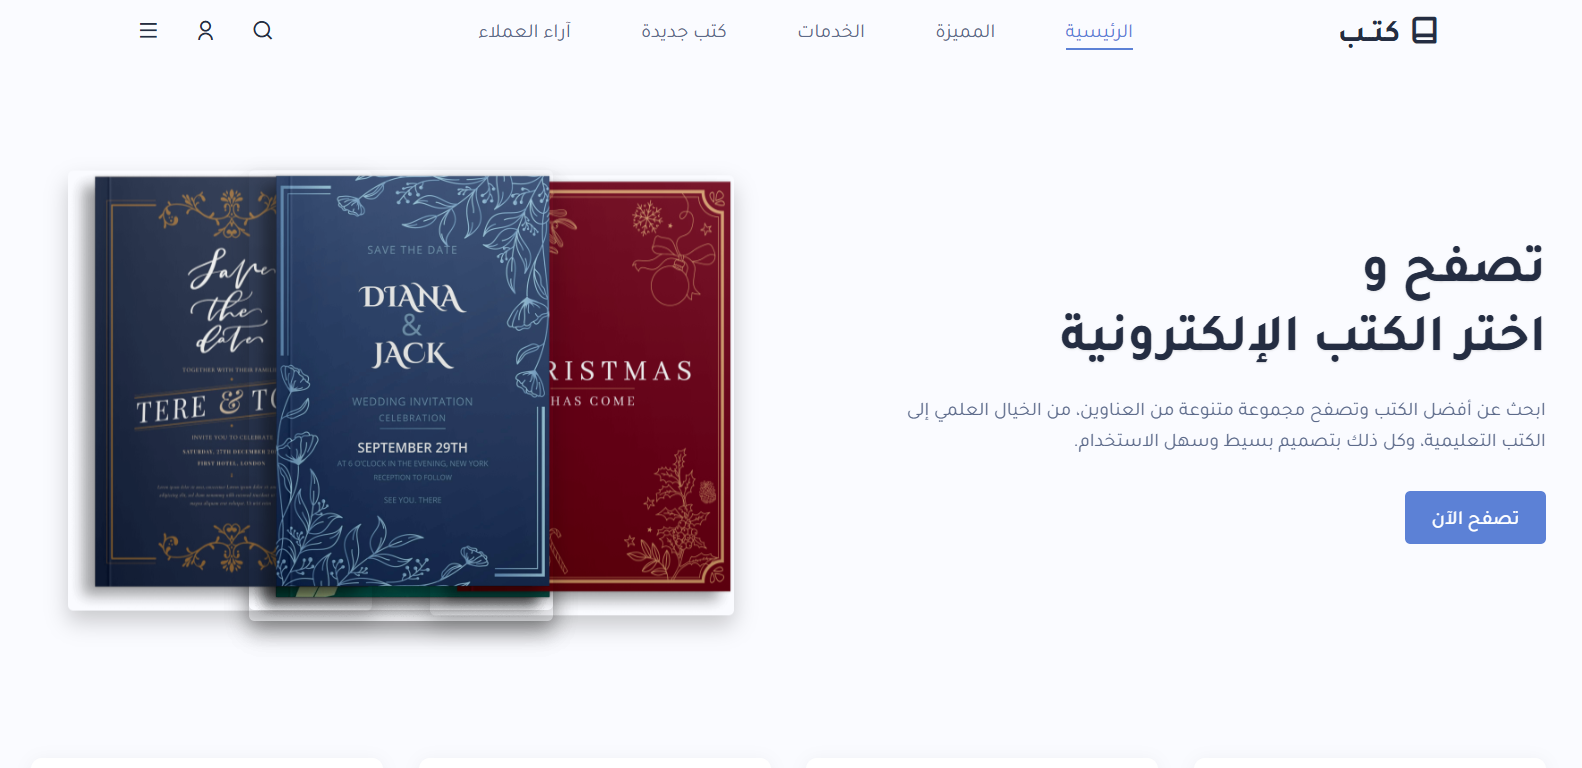 كتب
الرئيسية
المميزة
الخدمات
كتب جديدة
آراء العملاء
تصفح و
اختر الكتب الإلكترونية
ابحث عن أفضل الكتب وتصفح مجموعة متنوعة من العناوين، من الخيال العلمي إلى
الكتب التعليمية، وكل ذلك بتصميم بسيط وسهل الاستخدام.
تصفح الآن
RISTMAS
HAS COME
SAVE THE DATE
DIANA
&
JACK
WEDDING INVITATION
CELEBRATION
SEPTEMBER 29TH
AT 6 O'CLOCK IN THE EVENING, NEW YORK
RECEPTION TO FOLLOW
SEE YOU, THERE
Save
the
date
TOGETHER WITH THEIR FAMILI
TERE & TO
INVITE YOU TO CELEBRATE
SATURDAY, 27TH DECEMBER 20
FIRST HOTEL, LONDON